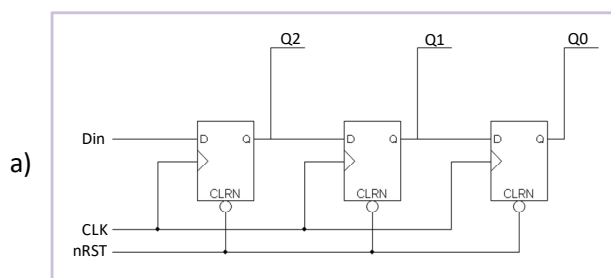 Q2 Q1 Q0
a)
Din D Q D Q D Q
CLRN CLRN CLRN
CLK
nRST